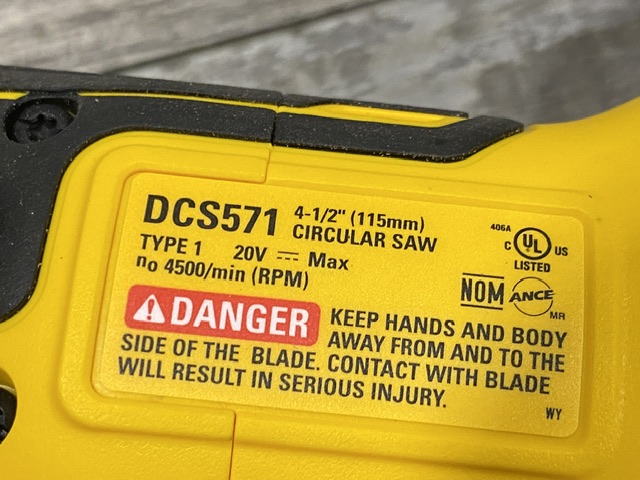 DCS571 4-1/2" (115mm)
CIRCULAR SAW
TYPE 1 20V Max
no 4500/min (RPM)
406A
C UL US
LISTED
NOM ANCE
MR
DANGER KEEP HANDS AND BODY
AWAY FROM AND TO THE
SIDE OF THE BLADE. CONTACT WITH BLADE
WILL RESULT IN SERIOUS INJURY.
WY